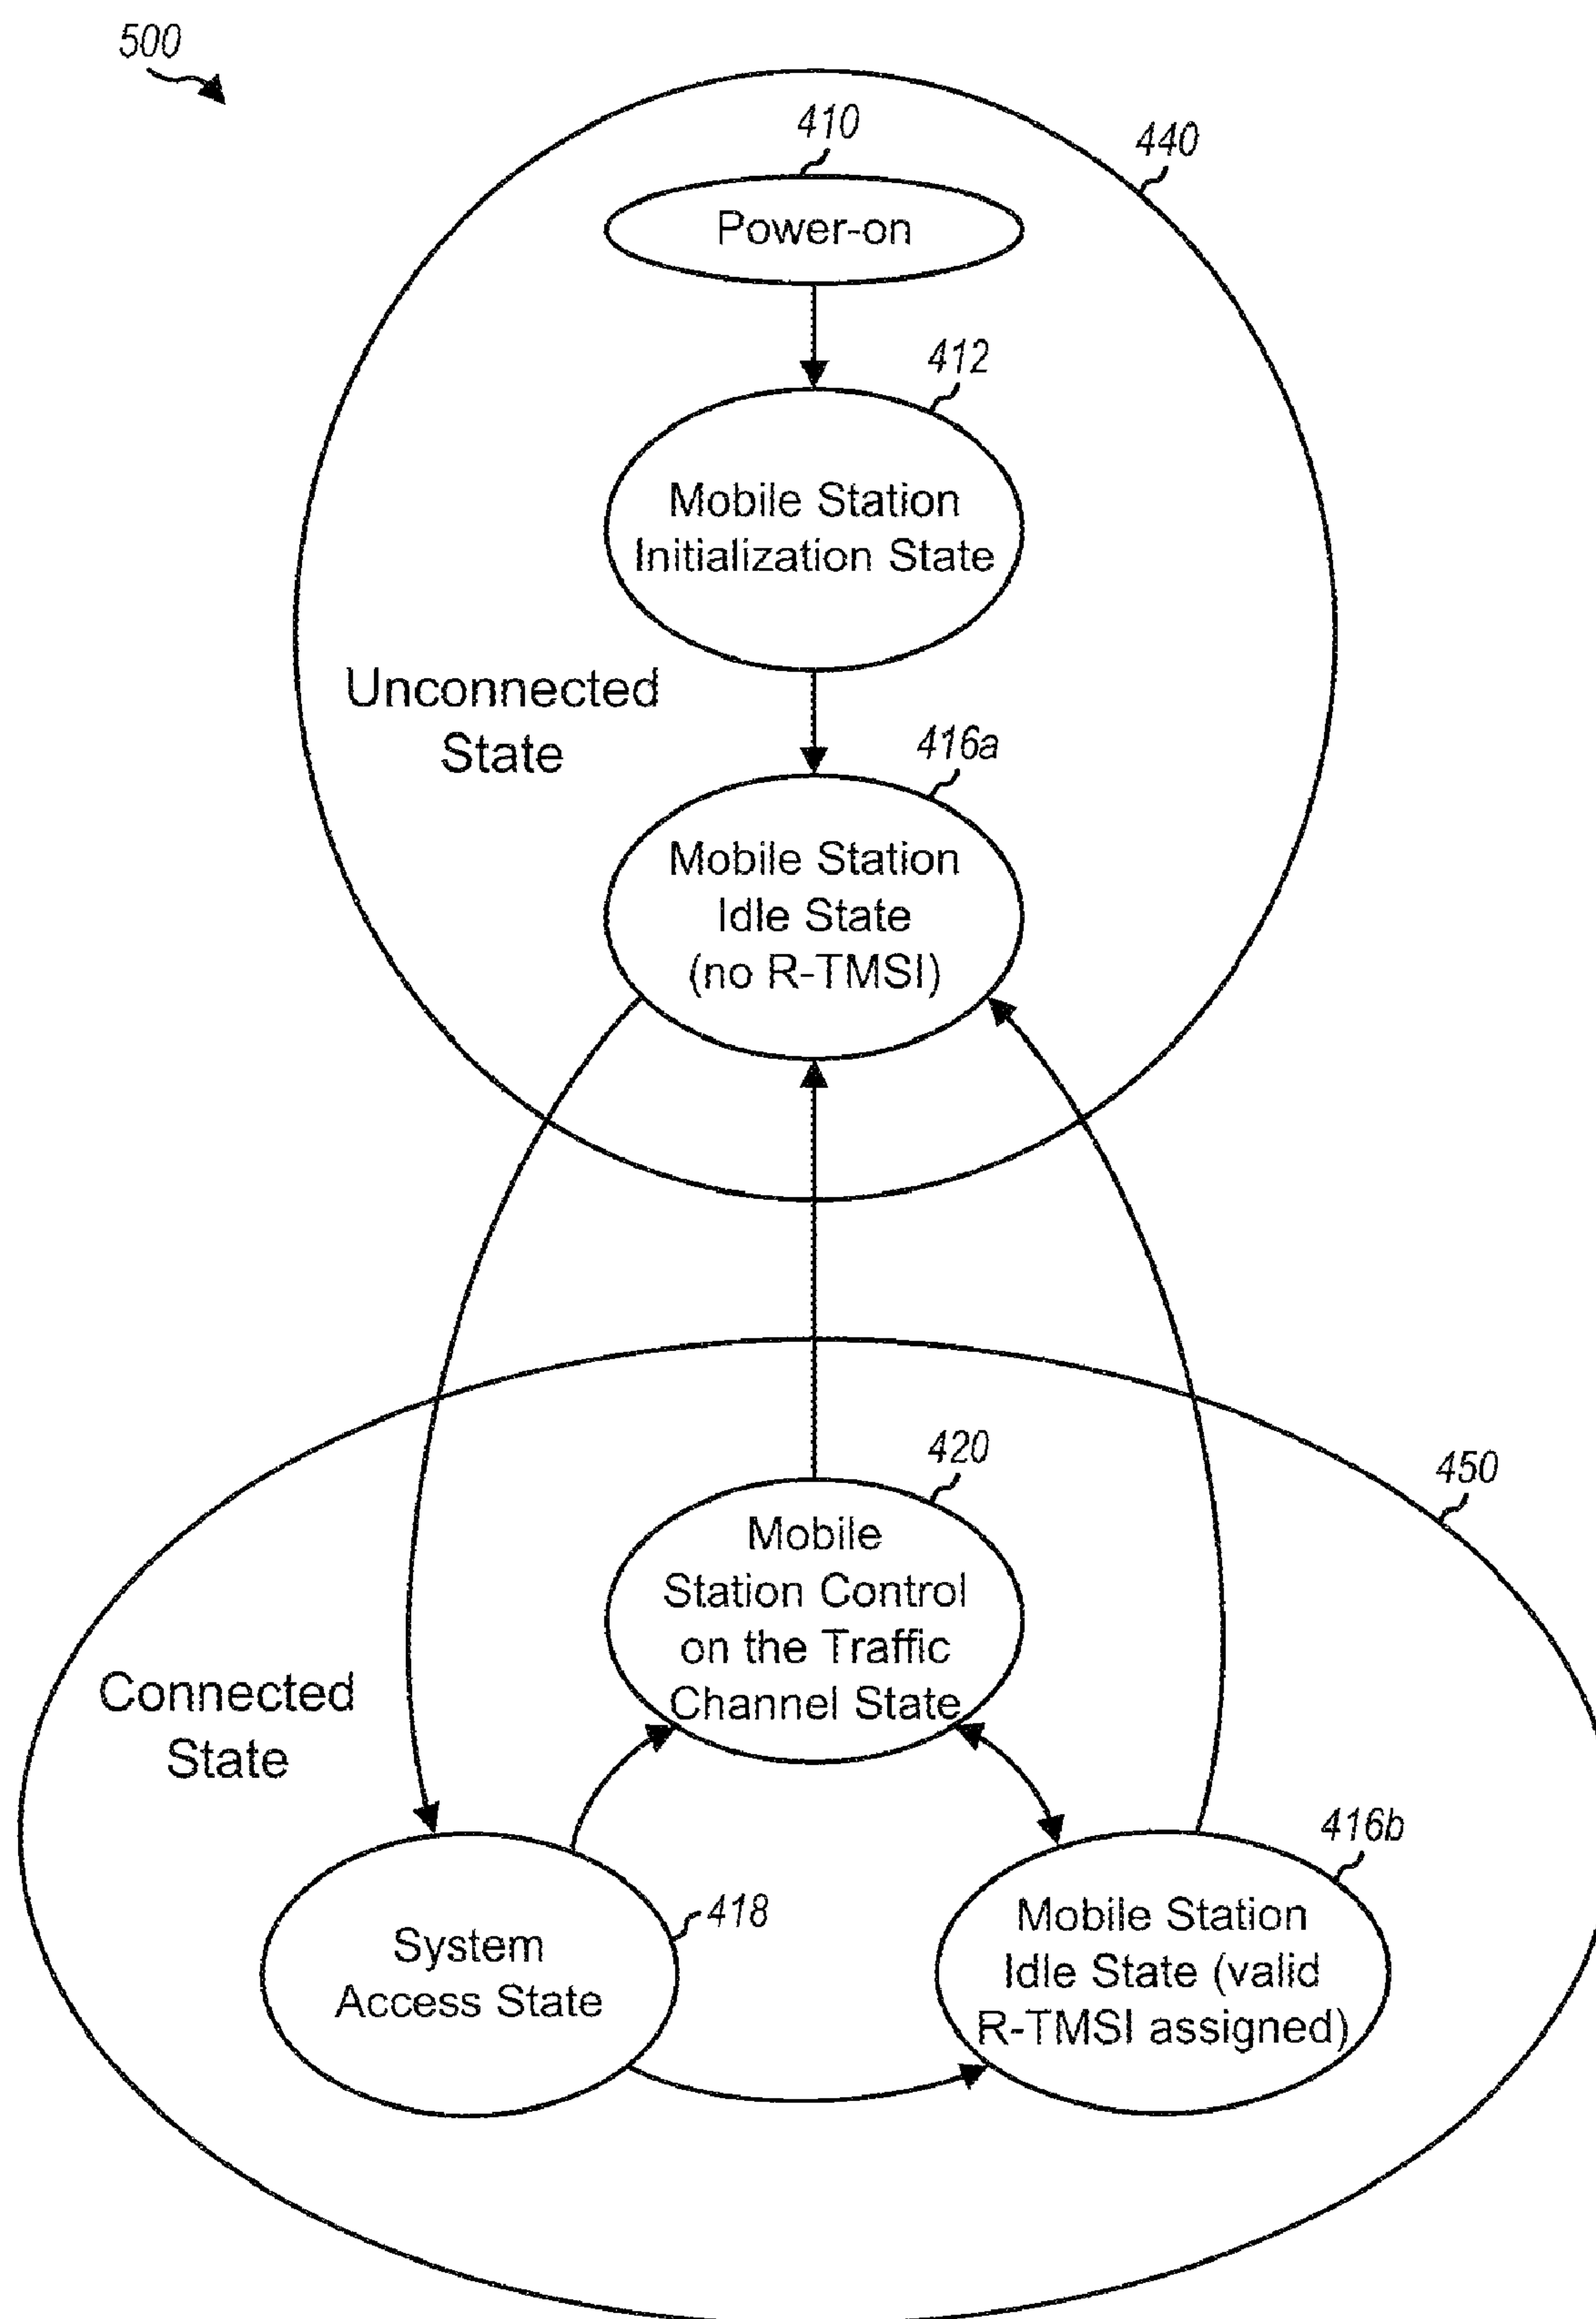 500
410
440
Power-on
412
Mobile Station
Initialization State
Unconnected
State
416a
Mobile Station
Idle State
(no R-TMSI)
420
450
Mobile
Station Control
on the Traffic
Channel State
Connected
State
416b
418
System
Access State
Mobile Station
Idle State (valid
R-TMSI assigned)